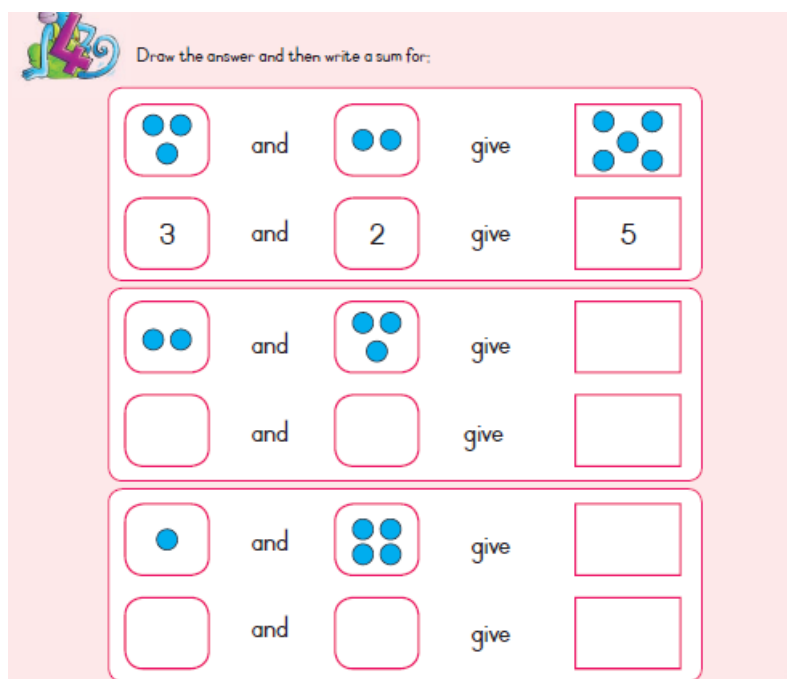 4
Draw the answer and then write a sum for:
and give
3 and 2 give 5
and give
and give
and give
and give